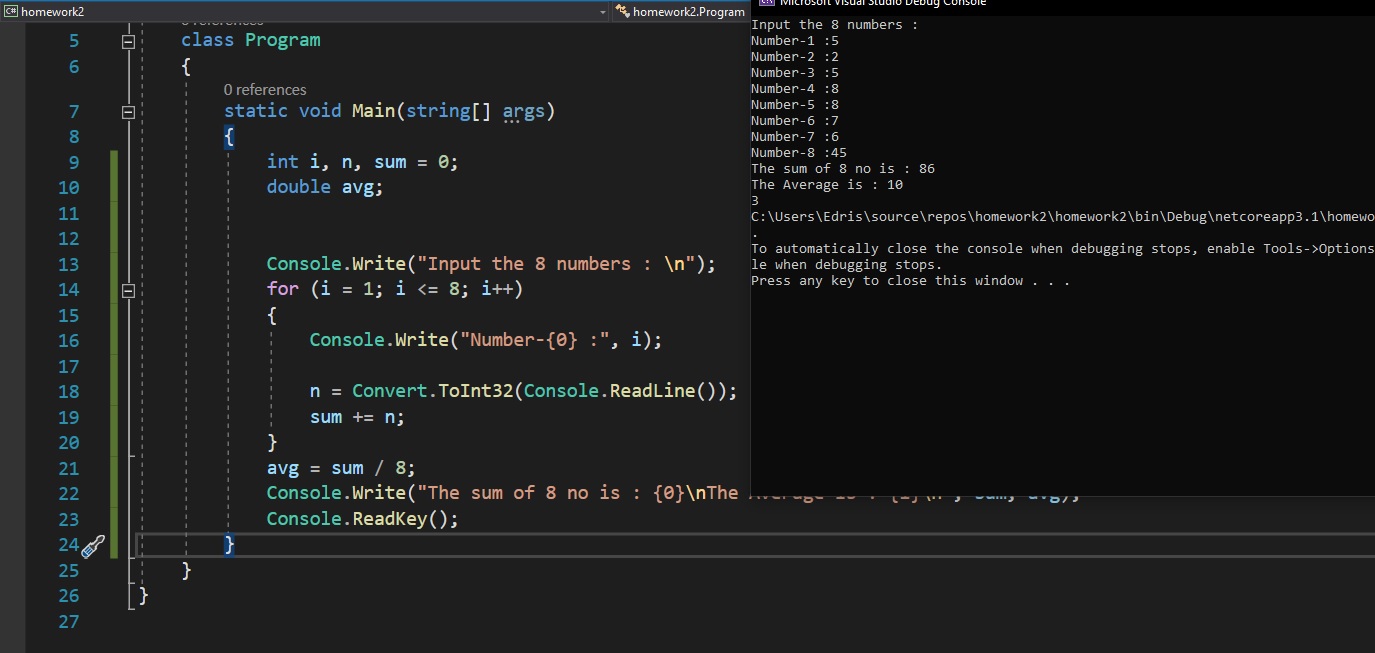 homework2
homework2.Program
5 class Program
6 {
0 references
7 static void Main(string[] args)
8 {
9 int i, n, sum = 0;
10 double avg;
11
12
13 Console.Write("Input the 8 numbers : \n");
14 for (i = 1; i <= 8; i++)
15 {
16 Console.Write("Number-{0} :", i);
17
18 n = Convert.ToInt32(Console.ReadLine());
19 sum += n;
20 }
21 avg = sum / 8;
22 Console.Write("The sum of 8 no is : {0}\nThe
23 Console.ReadKey();
24 }
25 }
26 }
27
Microsoft Visual Studio Debug Console
Input the 8 numbers :
Number-1 :5
Number-2 :2
Number-3 :5
Number-4 :8
Number-5 :8
Number-6 :7
Number-7 :6
Number-8 :45
The sum of 8 no is : 86
The Average is : 10
3
C:\Users\Edris\source\repos\homework2\homework2\bin\Debug\netcoreapp3.1\homewo
.
To automatically close the console when debugging stops, enable Tools->Options
le when debugging stops.
Press any key to close this window . . .